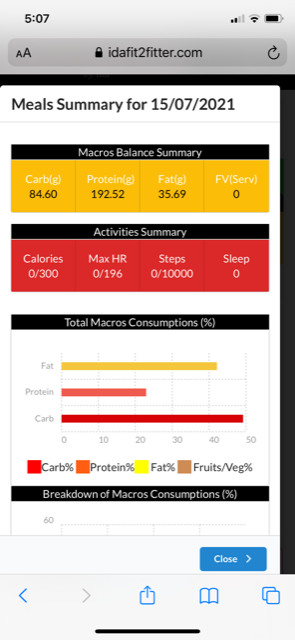 5:07
AA idafit2fitter.com
Meals Summary for 15/07/2021
Macros Balance Summary
Carb(g) Protein(g) Fat(g) FV(Serv)
84.60 192.52 35.69 0
Activities Summary
Calories Max HR Steps Sleep
0/300 0/196 0/10000 0
Total Macros Consumptions (%)
Fat
Protein
Carb
0 10 20 30 40 50
Carb% Protein% Fat% Fruits/Veg%
Breakdown of Macros Consumptions (%)
60
Close >